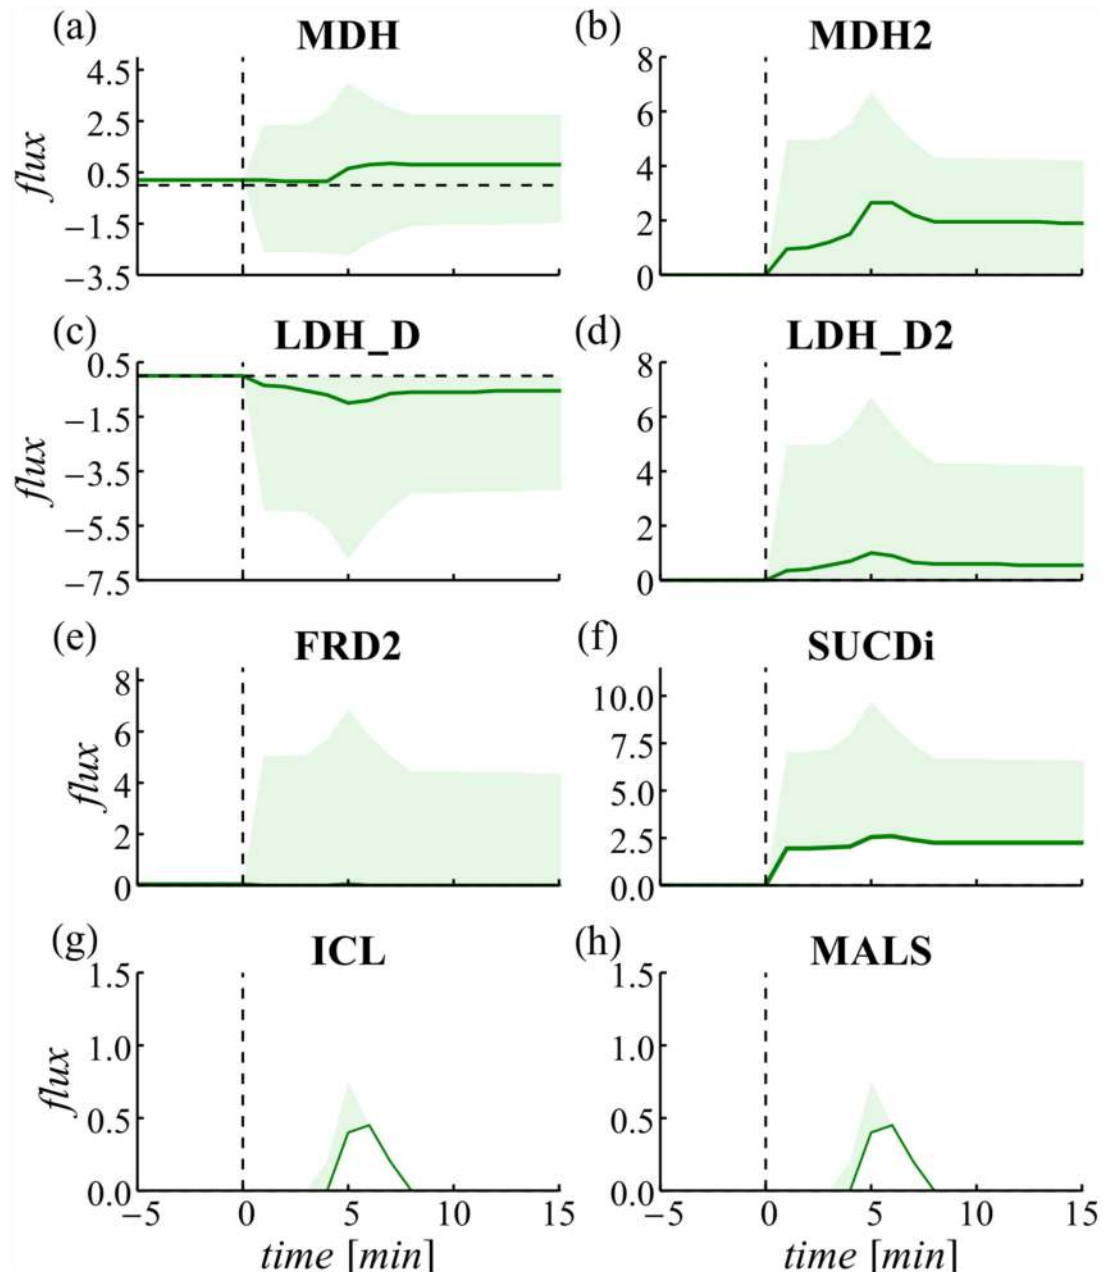 (a) MDH
(b) MDH2
4.5
2.5
0.5
−1.5
−3.5
flux
8
6
4
2
0
5
10
15
(c) LDH_D
(d) LDH_D2
0.5
−1.5
−3.5
−5.5
−7.5
flux
8
6
4
2
0
(e) FRD2
(f) SUCDi
8
6
4
2
0
flux
10.0
7.5
5.0
2.5
0.0
(g) ICL
(h) MALS
1.5
1.0
0.5
0.0
flux
1.5
1.0
0.5
0.0
−5 0 5 10 15
−5 0 5 10 15
time [min]
time [min]